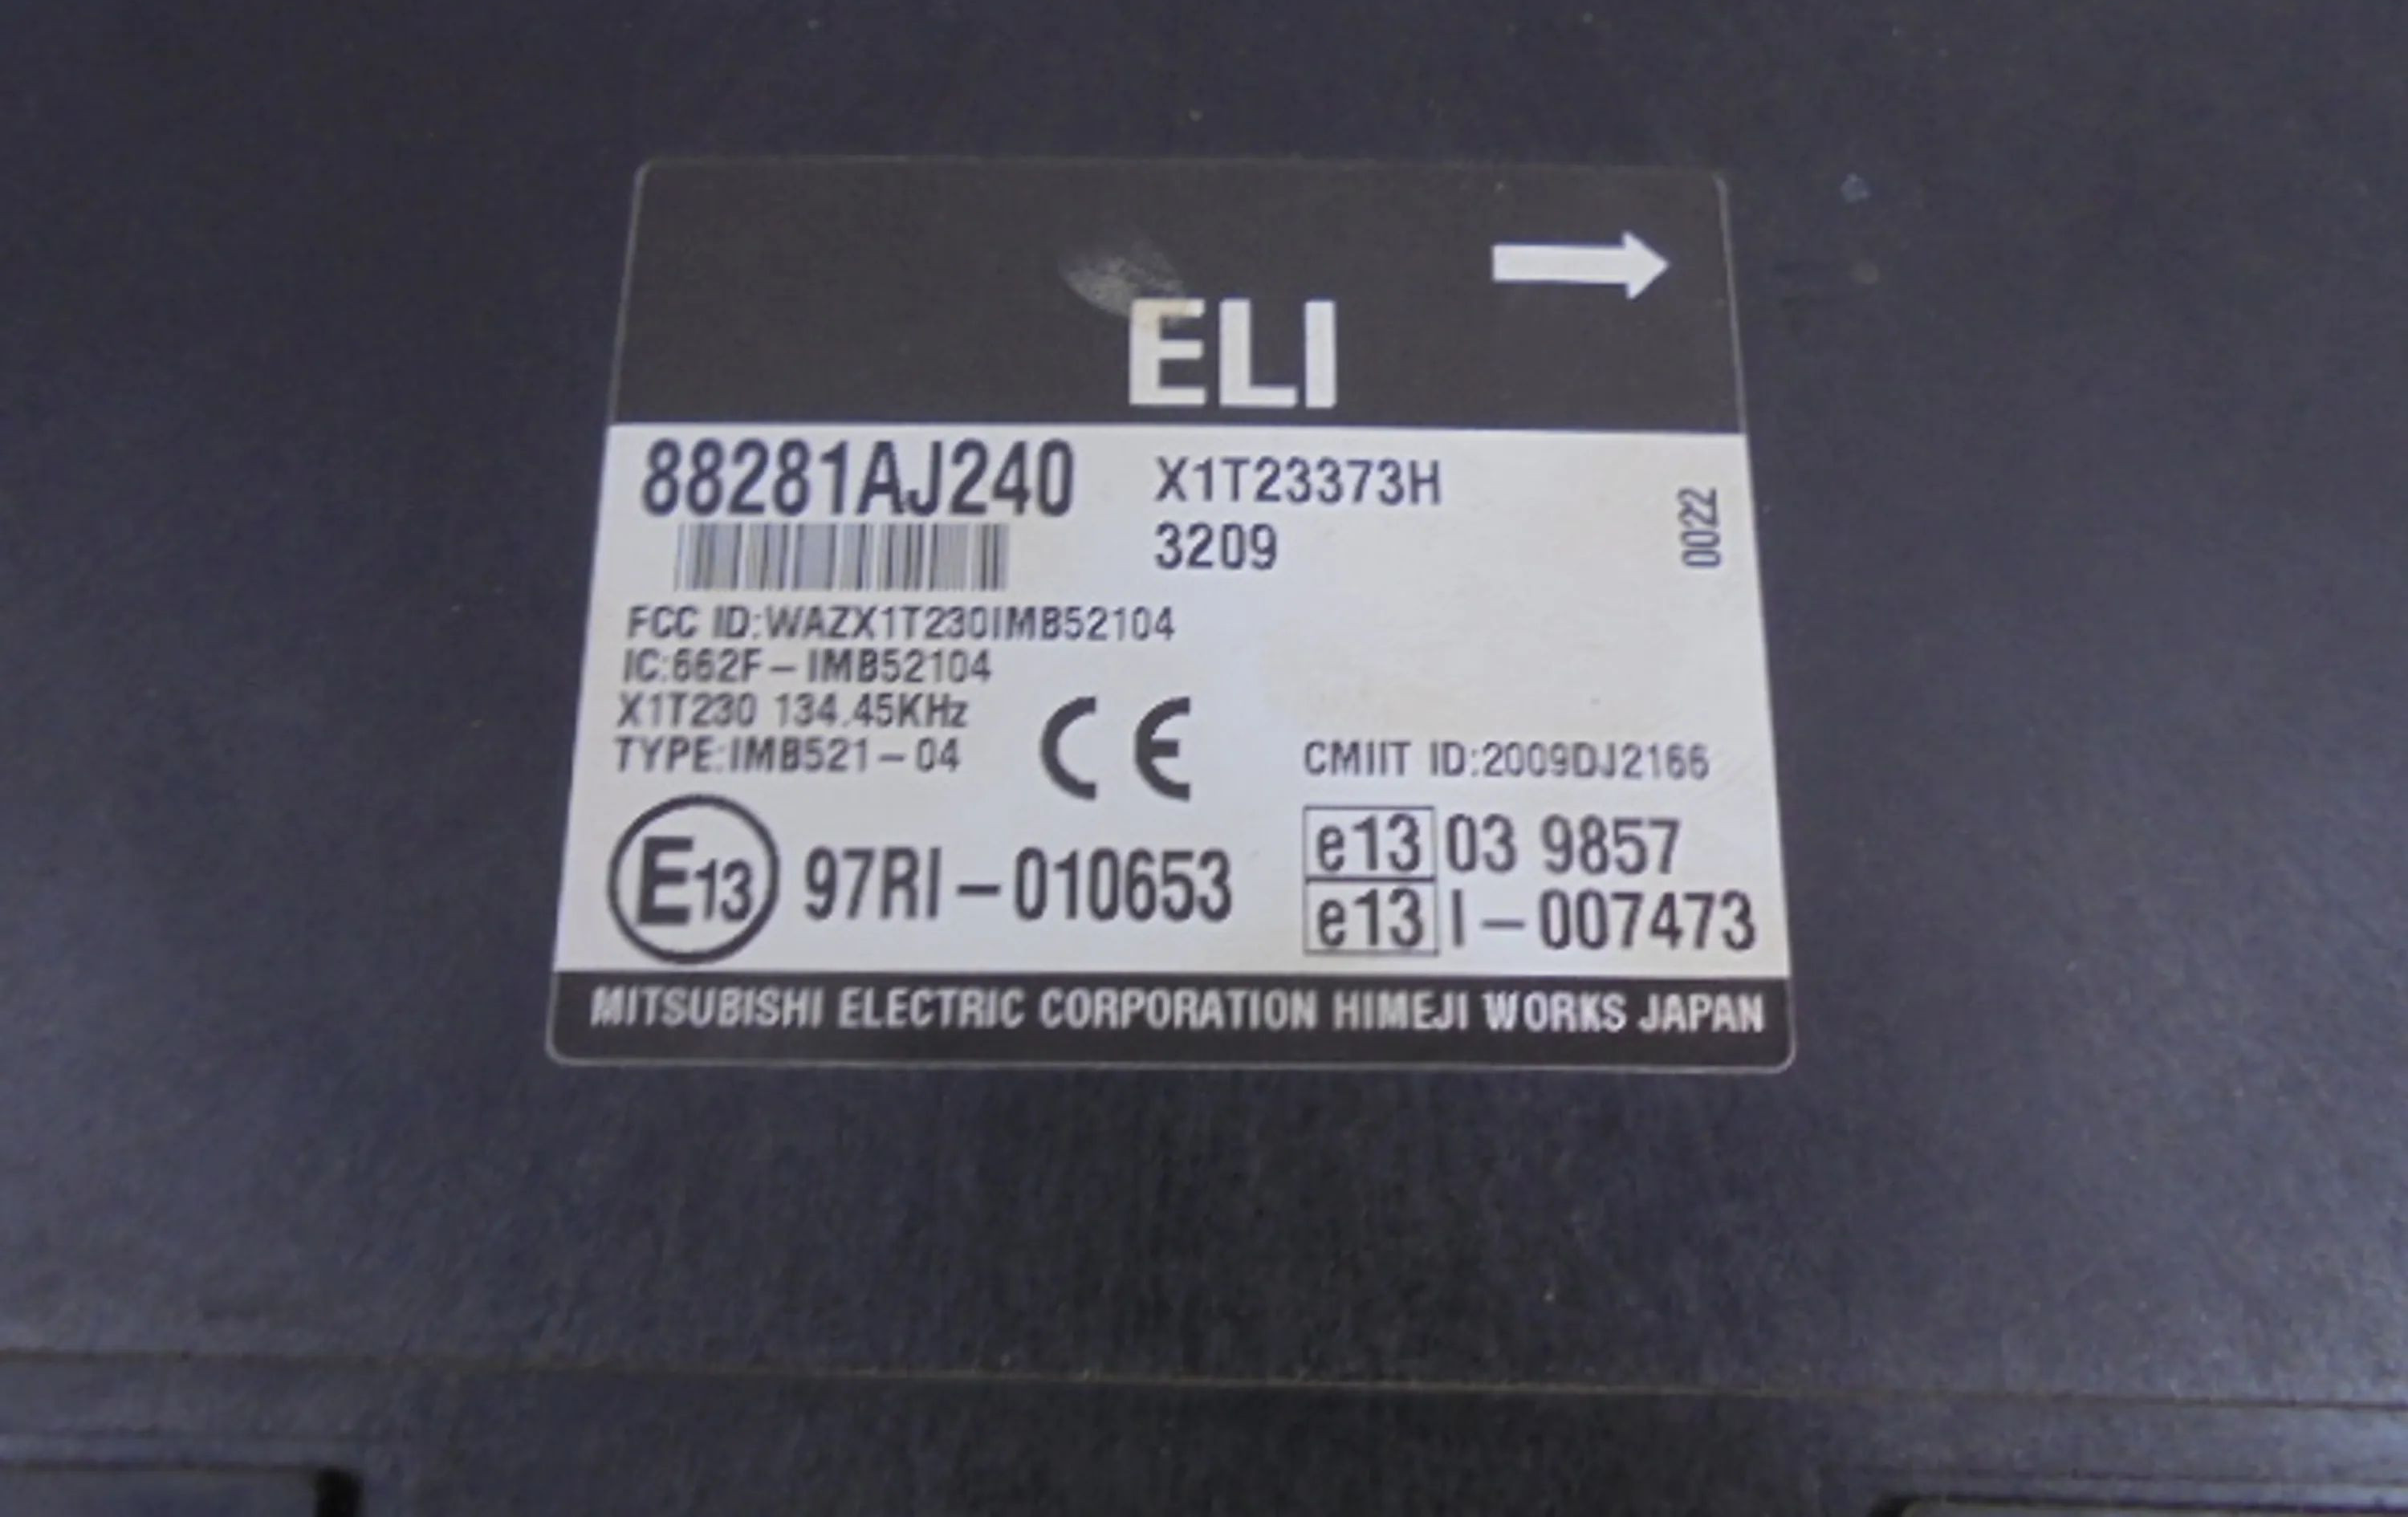 ELI
88281AJ240
X1T23373H
3209
0022
FCC ID:WAZX1T230IMB52104
IC:662F-IMB52104
X1T230 134.45KHz
TYPE:IMB521-04
CE
CMIIT ID:2009DJ2166
E13 97RI-010653
e13 03 9857
e13 I-007473
MITSUBISHI ELECTRIC CORPORATION HIMEJI WORKS JAPAN